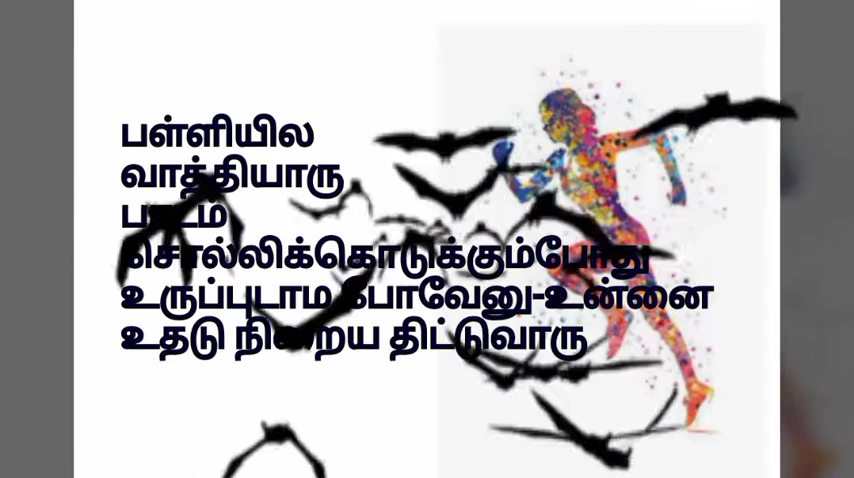 பள்ளியில
வாத்தியாரு
பாடம்
சொல்லிக்கொடுக்கும்போது
உருப்புடாம போவேனு-உன்னை
உதடு நிறைய திட்டுவாரு